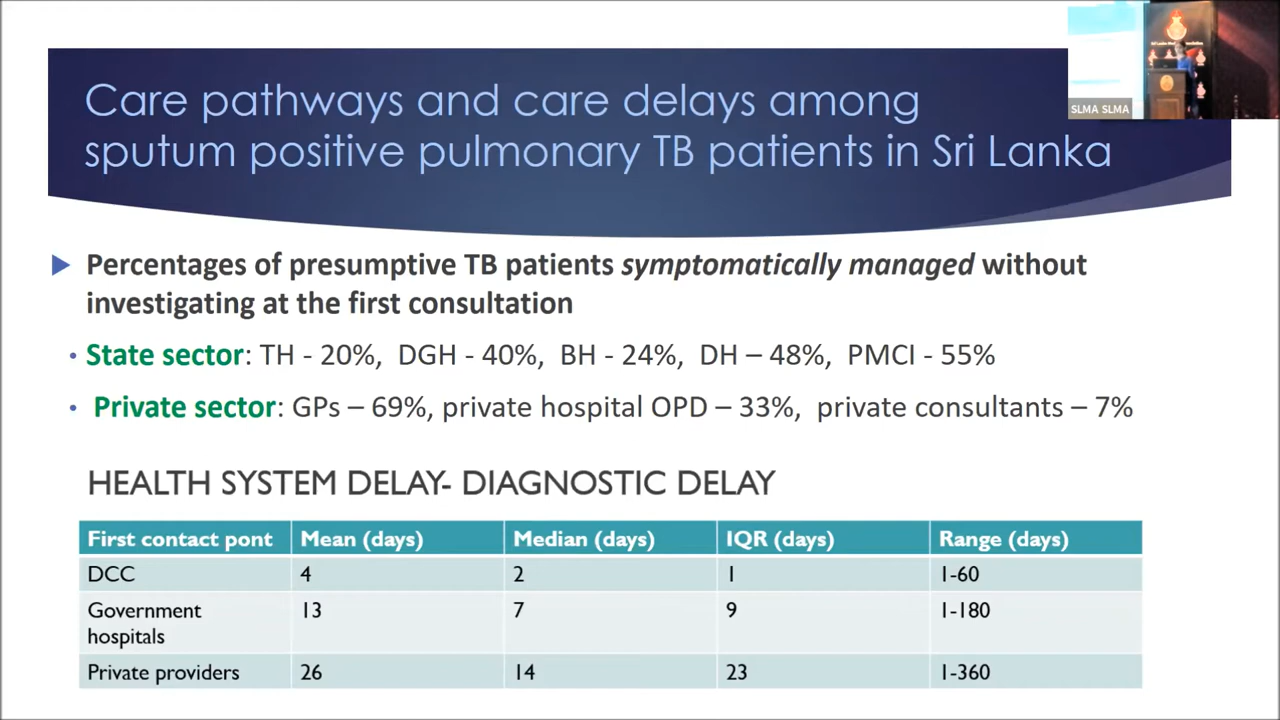 Care pathways and care delays among
sputum positive pulmonary TB patients in Sri Lanka
SLMA SLMA
Percentages of presumptive TB patients symptomatically managed without
investigating at the first consultation
• State sector: TH - 20%, DGH - 40%, BH - 24%, DH – 48%, PMCI - 55%
• Private sector: GPs – 69%, private hospital OPD – 33%, private consultants – 7%
HEALTH SYSTEM DELAY- DIAGNOSTIC DELAY
First contact pont Mean (days) Median (days) IQR (days) Range (days)
DCC 4 2 1 1-60
Government hospitals 13 7 9 1-180
Private providers 26 14 23 1-360